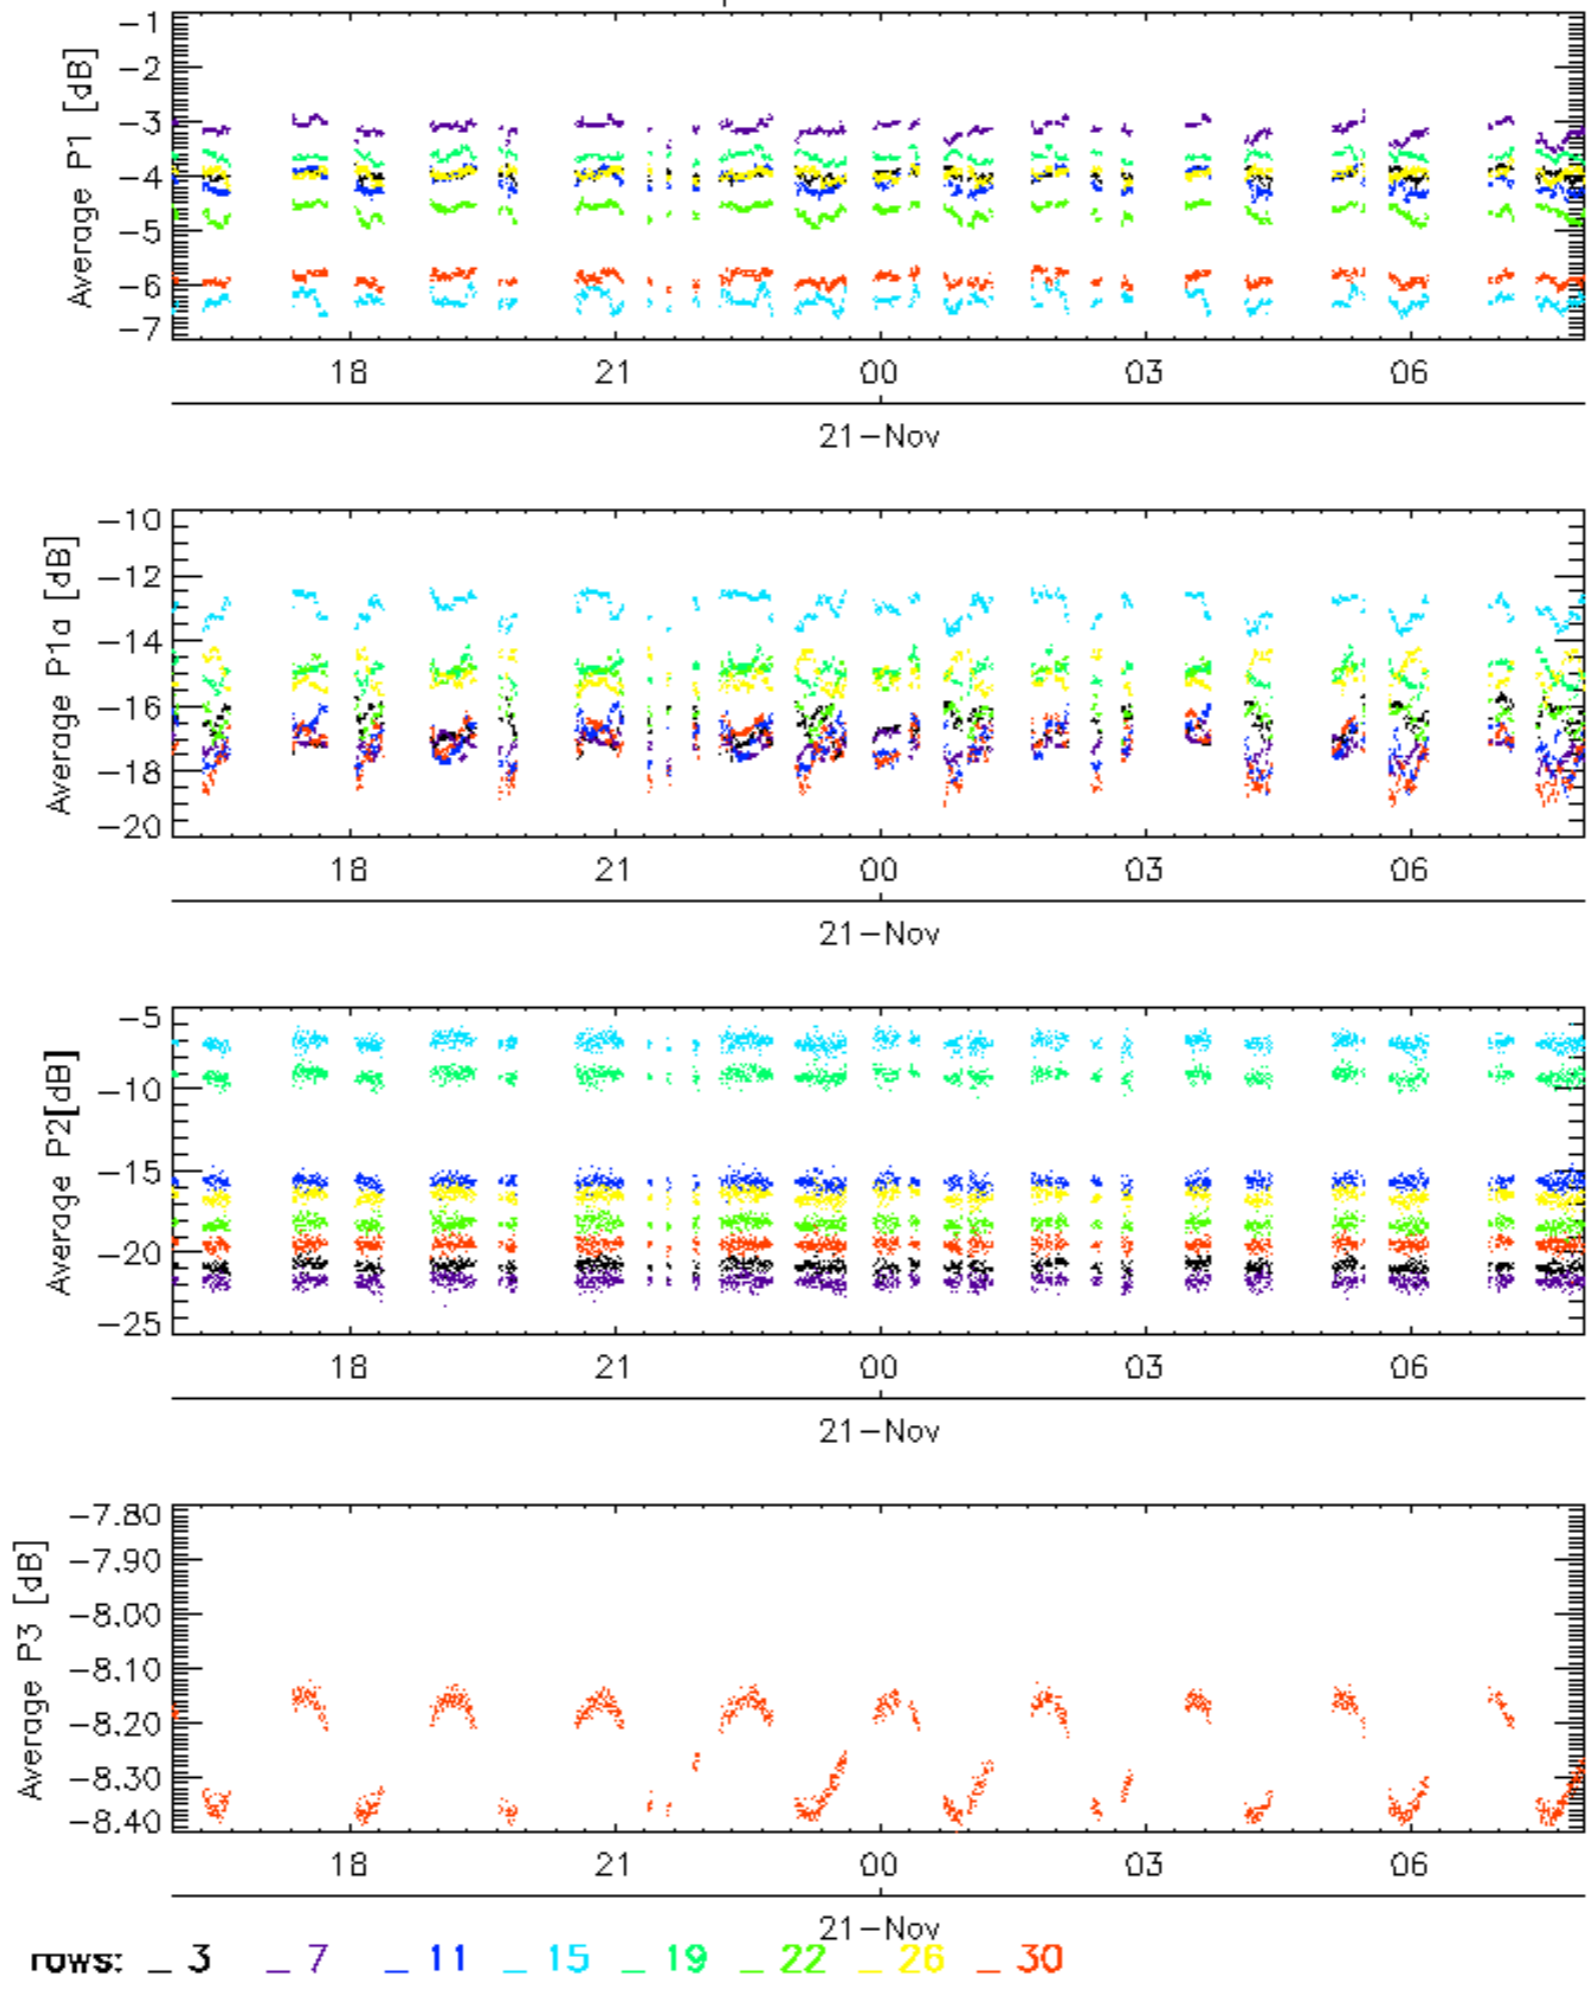 Average P1 [dB]
-1
-2
-3
-4
-5
-6
-7
18 21 00 03 06
21-Nov
Average P1a [dB]
-10
-12
-14
-16
-18
-20
18 21 00 03 06
21-Nov
Average P2[dB]
-5
-10
-15
-20
-25
18 21 00 03 06
21-Nov
Average P3 [dB]
-7.80
-7.90
-8.00
-8.10
-8.20
-8.30
-8.40
18 21 00 03 06
21-Nov
rows: _ 3 _ 7 _ 11 _ 15 _ 19 _ 22 _ 26 _ 30